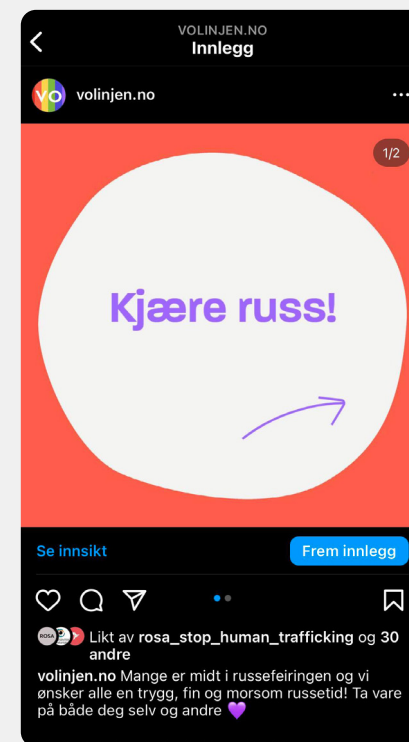 VOLINJEN.NO
Innlegg
VO volinjen.no
1/2
Kjære russ!
Se innsikt
Frem innlegg
ROSA
Likt av rosa_stop_human_trafficking og 30
andre
volinjen.no Mange er midt i russefeiringen og vi
ønsker alle en trygg, fin og morsom russetid! Ta vare
på både deg selv og andre 💜